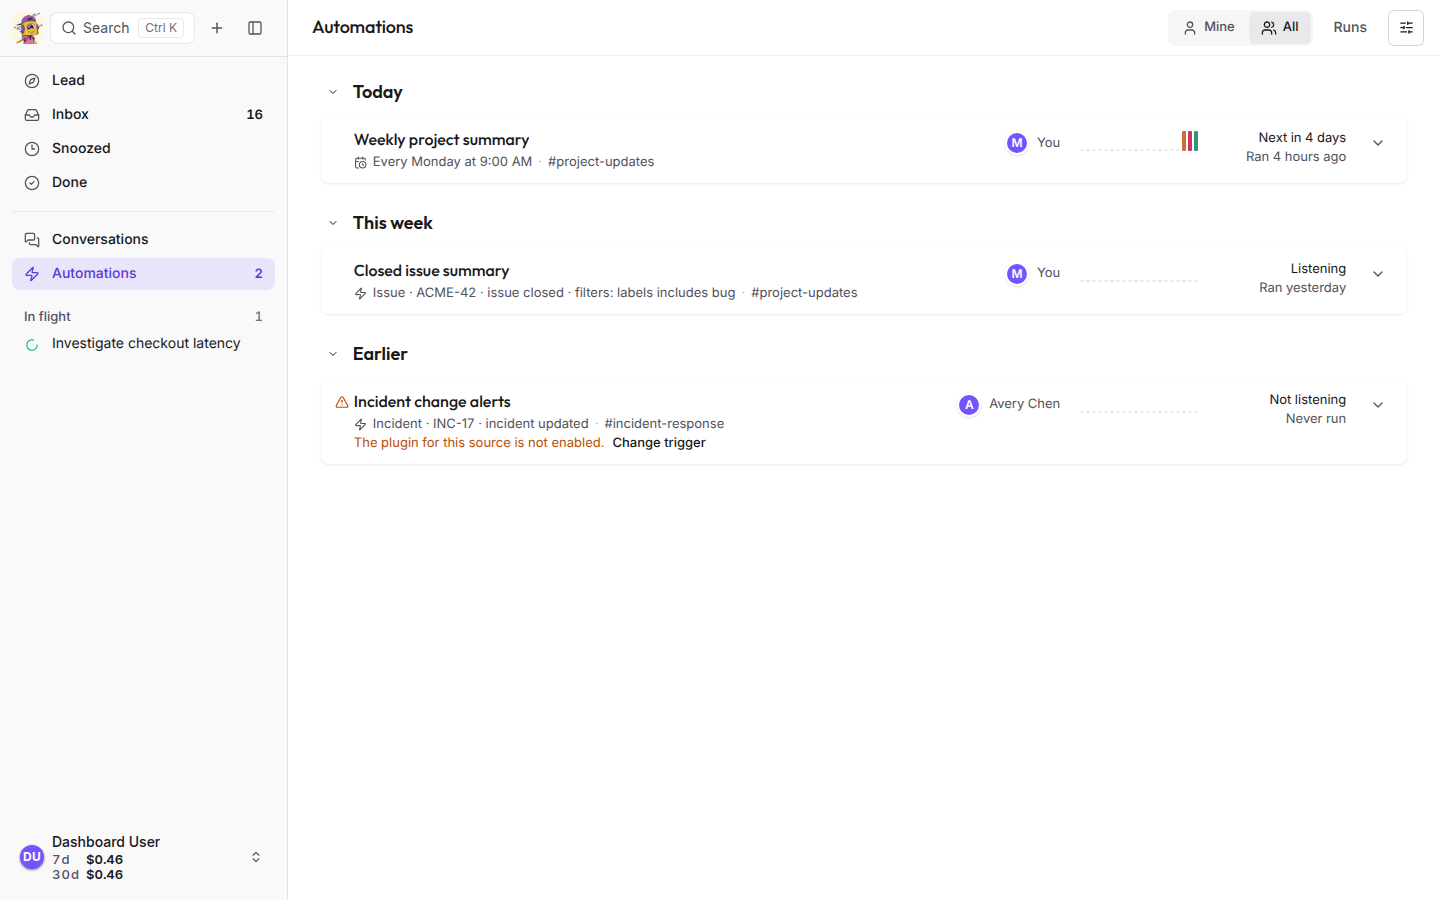 Search Ctrl K
Lead
Inbox 16
Snoozed
Done
Conversations
Automations 2
In flight 1
Investigate checkout latency
DU Dashboard User
7d $0.46
30d $0.46
Automations
Mine All Runs
Today
Weekly project summary
Every Monday at 9:00 AM · #project-updates
M You
Next in 4 days
Ran 4 hours ago
This week
Closed issue summary
Issue · ACME-42 · issue closed · filters: labels includes bug · #project-updates
M You
Listening
Ran yesterday
Earlier
Incident change alerts
Incident · INC-17 · incident updated · #incident-response
The plugin for this source is not enabled. Change trigger
A Avery Chen
Not listening
Never run